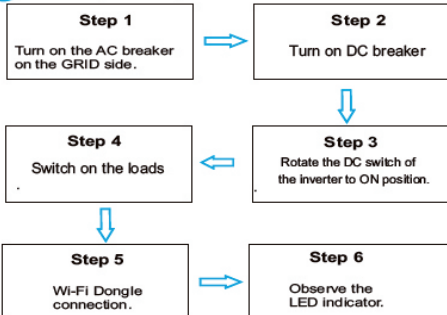 Step 1
Turn on the AC breaker
on the GRID side.
Step 2
Turn on DC breaker
Step 3
Rotate the DC switch of
the inverter to ON position.
Step 4
Switch on the loads
.
Step 5
Wi-Fi Dongle
connection.
Step 6
Observe the
LED indicator.